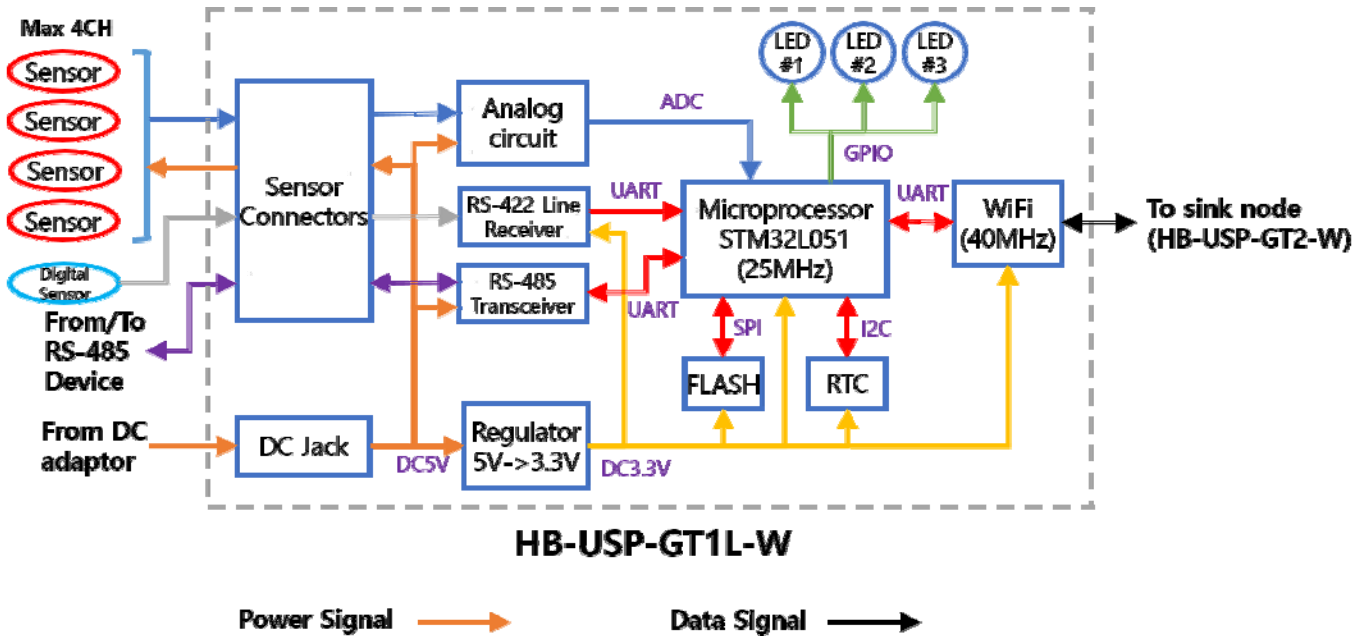 Max 4CH
Sensor
Sensor
Sensor
Sensor
Digital
Sensor
From/To
RS-485
Device
From DC
adaptor
Sensor
Connectors
DC Jack
DC5V
Analog
circuit
RS-422 Line
Receiver
RS-485
Transceiver
Regulator
5V->3.3V
DC3.3V
ADC
UART
UART
LED
#1
LED
#2
LED
#3
GPIO
Microprocessor
STM32L051
(25MHz)
SPI
I2C
FLASH
RTC
UART
WiFi
(40MHz)
To sink node
(HB-USP-GT2-W)
HB-USP-GT1L-W
Power Signal
Data Signal